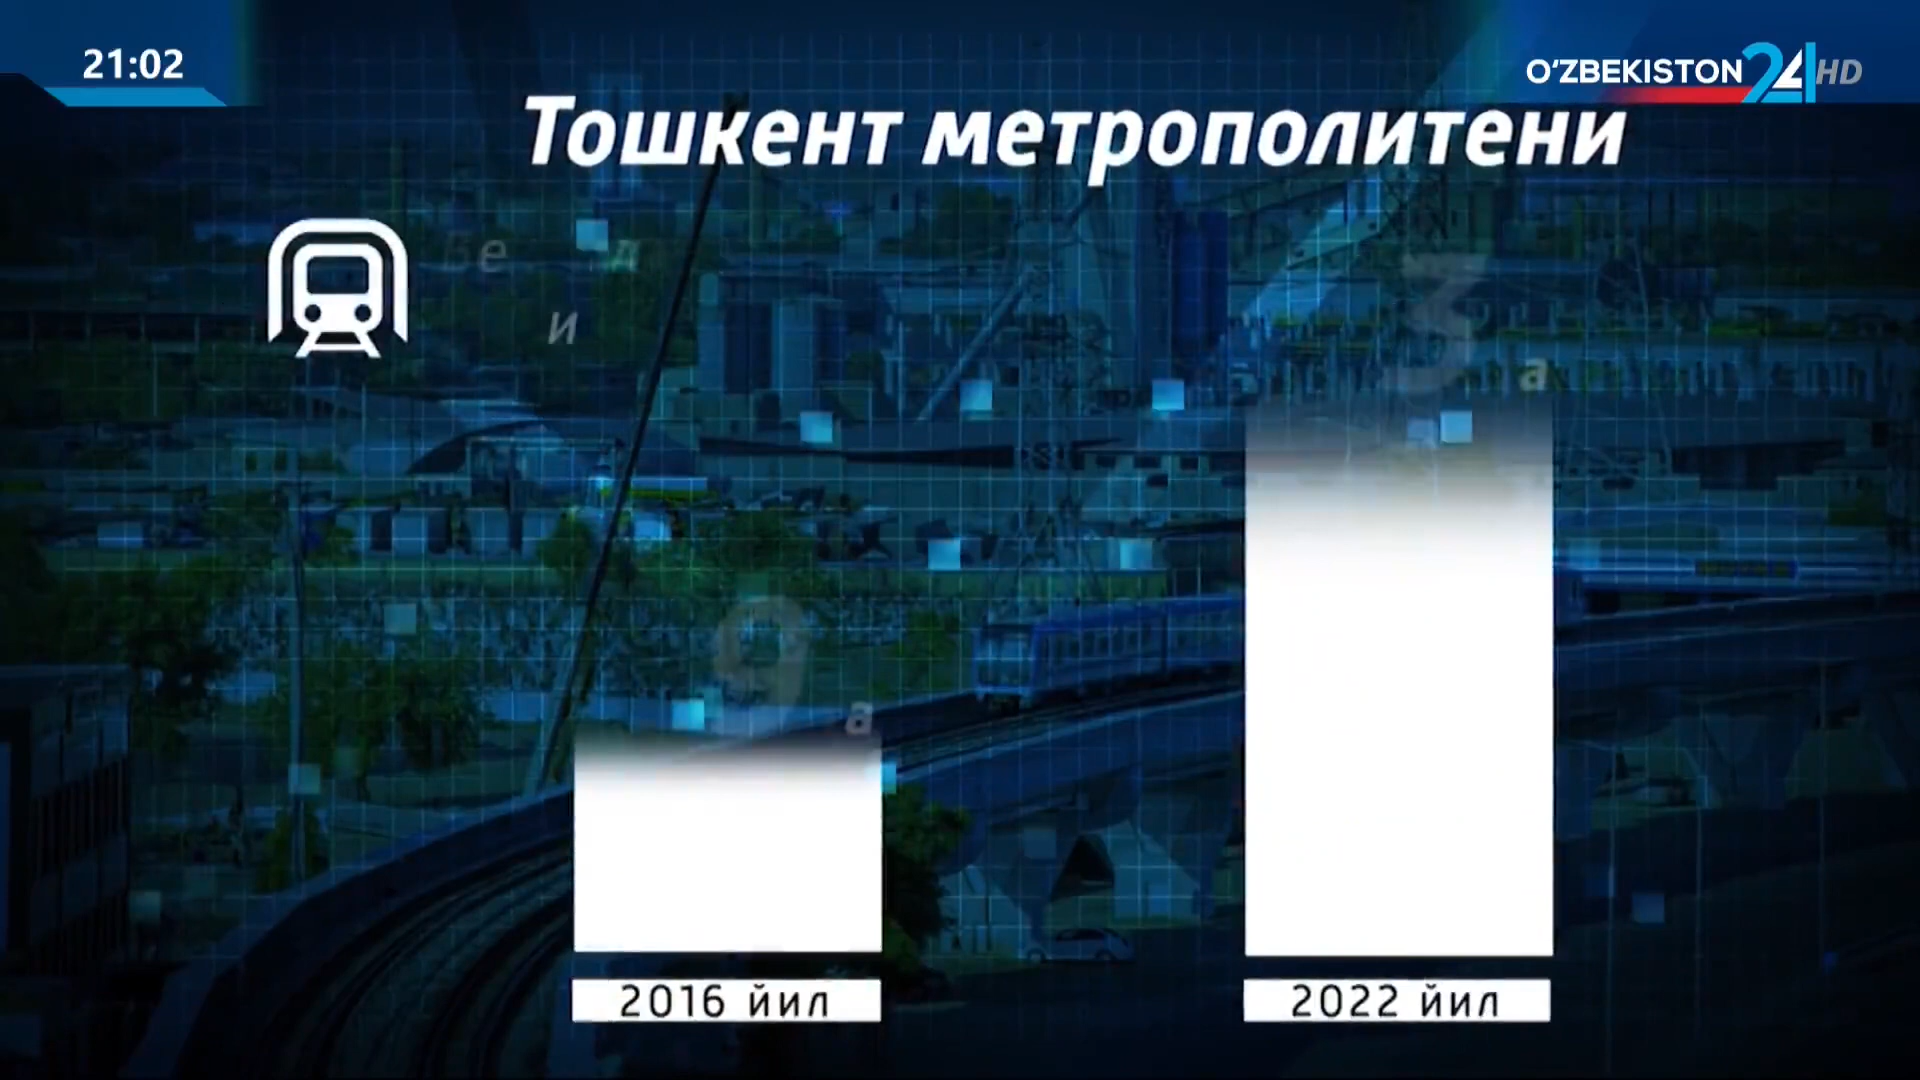 21:02
O‘ZBEKISTON 24 HD
Тошкент метрополитени
2016 йил
2022 йил